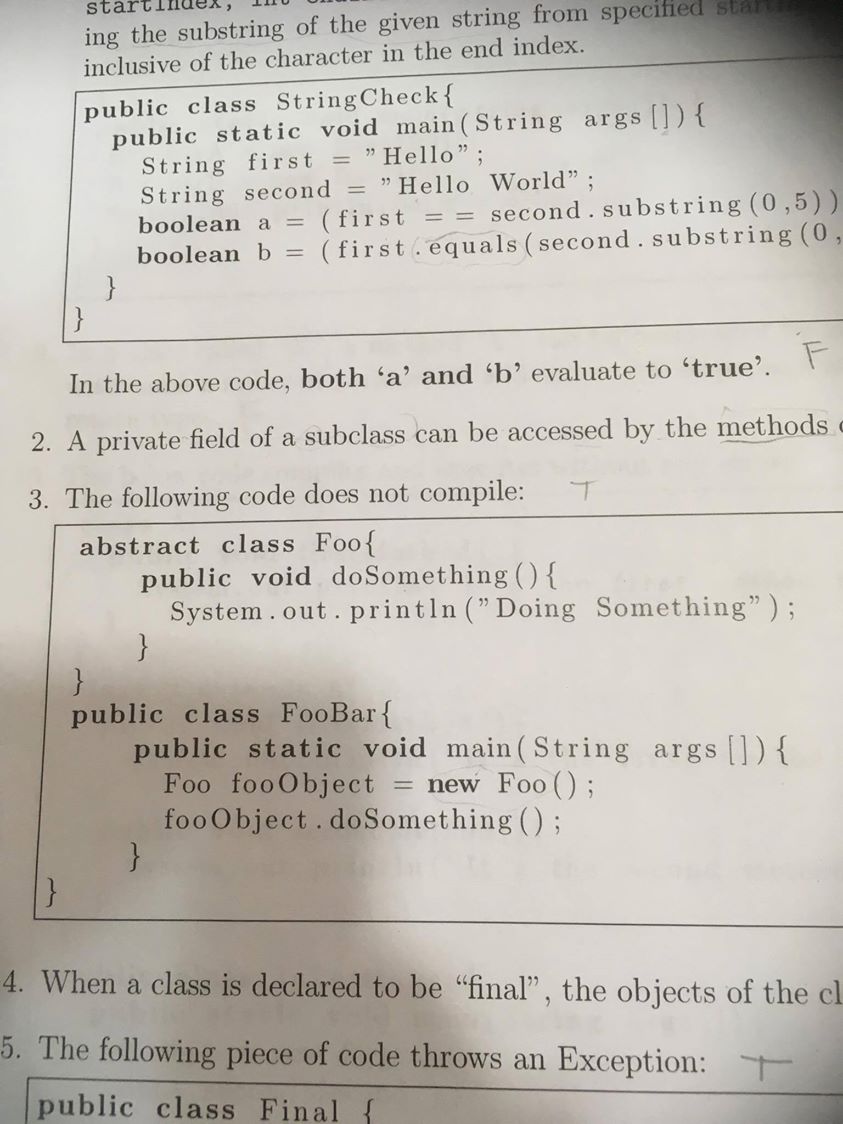 startIndex, int
ing the substring of the given string from specified
inclusive of the character in the end index.
public class StringCheck{
public static void main(String args[]){
String first = ”Hello”;
String second = ”Hello World”;
boolean a = (first = = second.substring(0,5))
boolean b = (first.equals(second.substring(0,
}
}
In the above code, both ‘a’ and ‘b’ evaluate to ‘true’. F
2. A private field of a subclass can be accessed by the methods
3. The following code does not compile: T
abstract class Foo{
public void doSomething(){
System.out.println(”Doing Something”);
}
}
public class FooBar{
public static void main(String args[]){
Foo fooObject = new Foo();
fooObject.doSomething();
}
}
4. When a class is declared to be “final”, the objects of the cl
5. The following piece of code throws an Exception: T
public class Final {